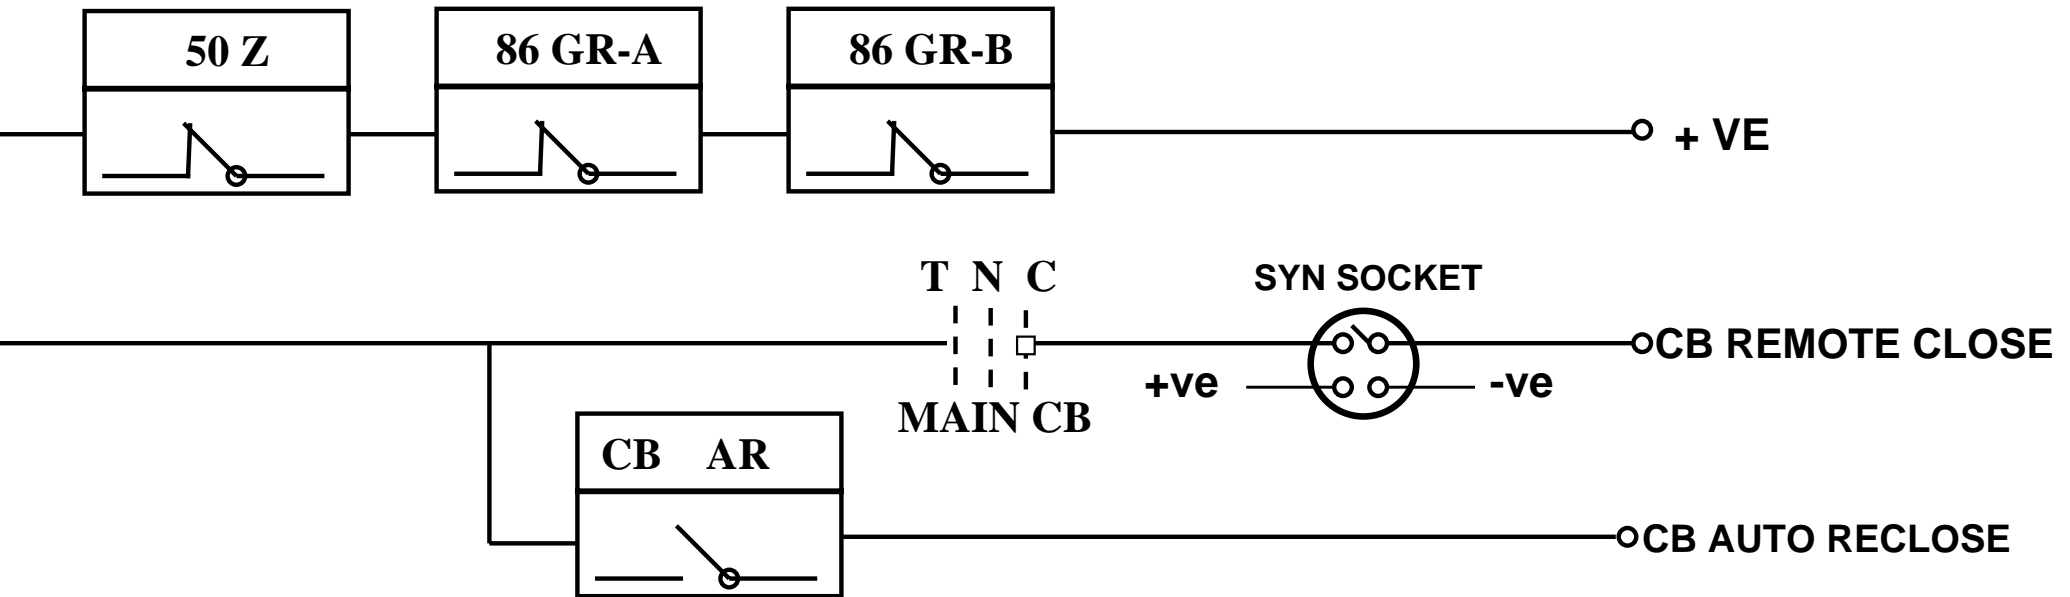 50 Z
86 GR-A
86 GR-B
+ VE
T N C
SYN SOCKET
CB REMOTE CLOSE
+ve
-ve
MAIN CB
CB AR
CB AUTO RECLOSE